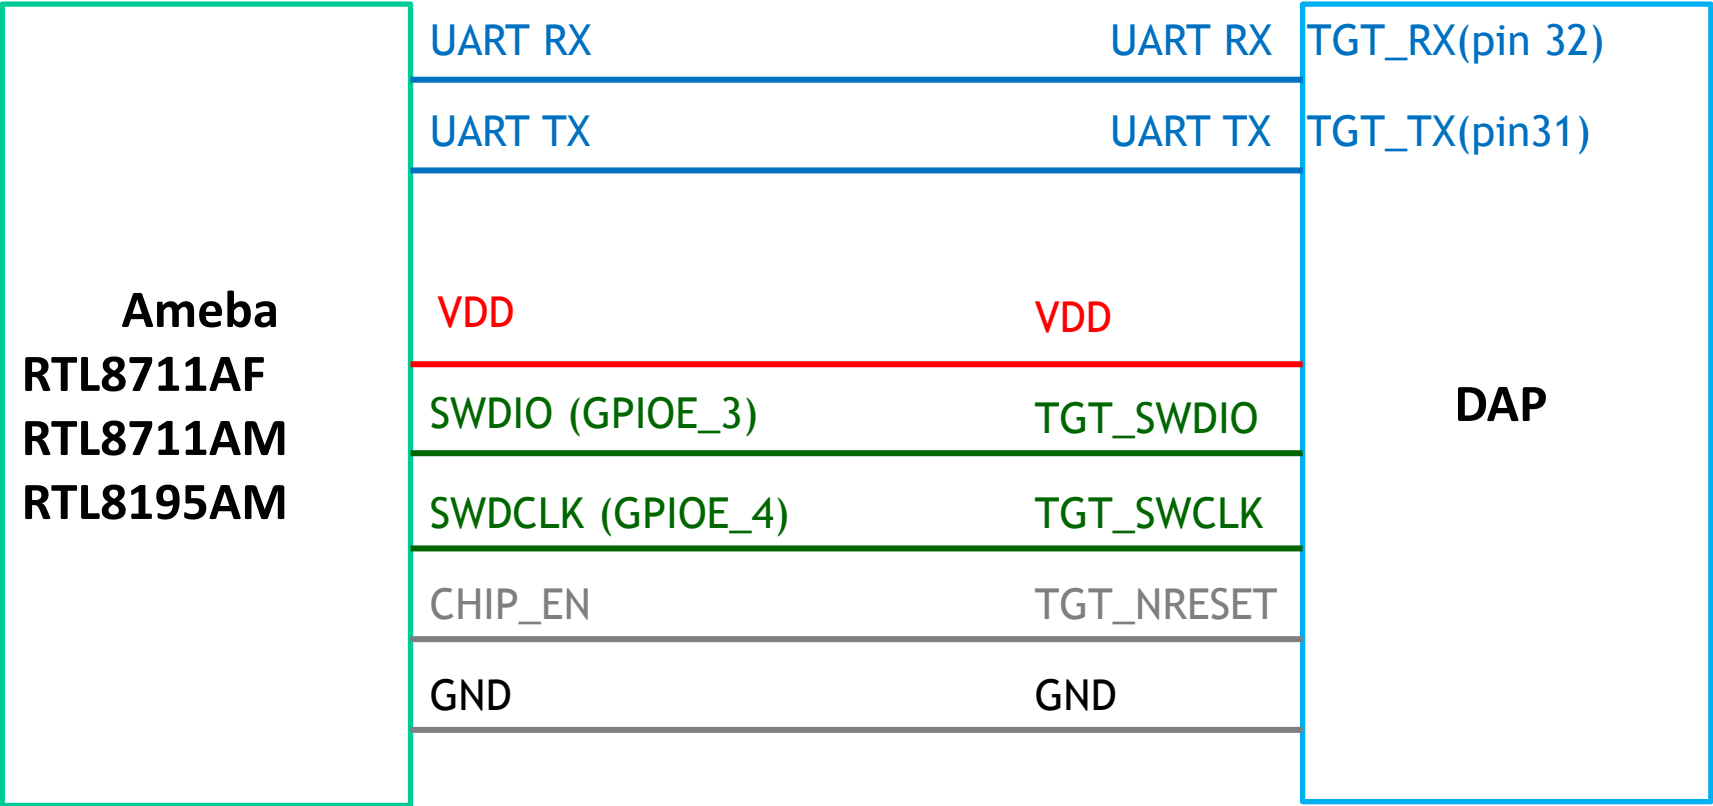 UART RX UART RX TGT_RX(pin 32)
UART TX UART TX TGT_TX(pin31)
Ameba
RTL8711AF
RTL8711AM
RTL8195AM
VDD VDD
SWDIO (GPIOE_3) TGT_SWDIO
SWDCLK (GPIOE_4) TGT_SWCLK
CHIP_EN TGT_NRESET
GND GND
DAP